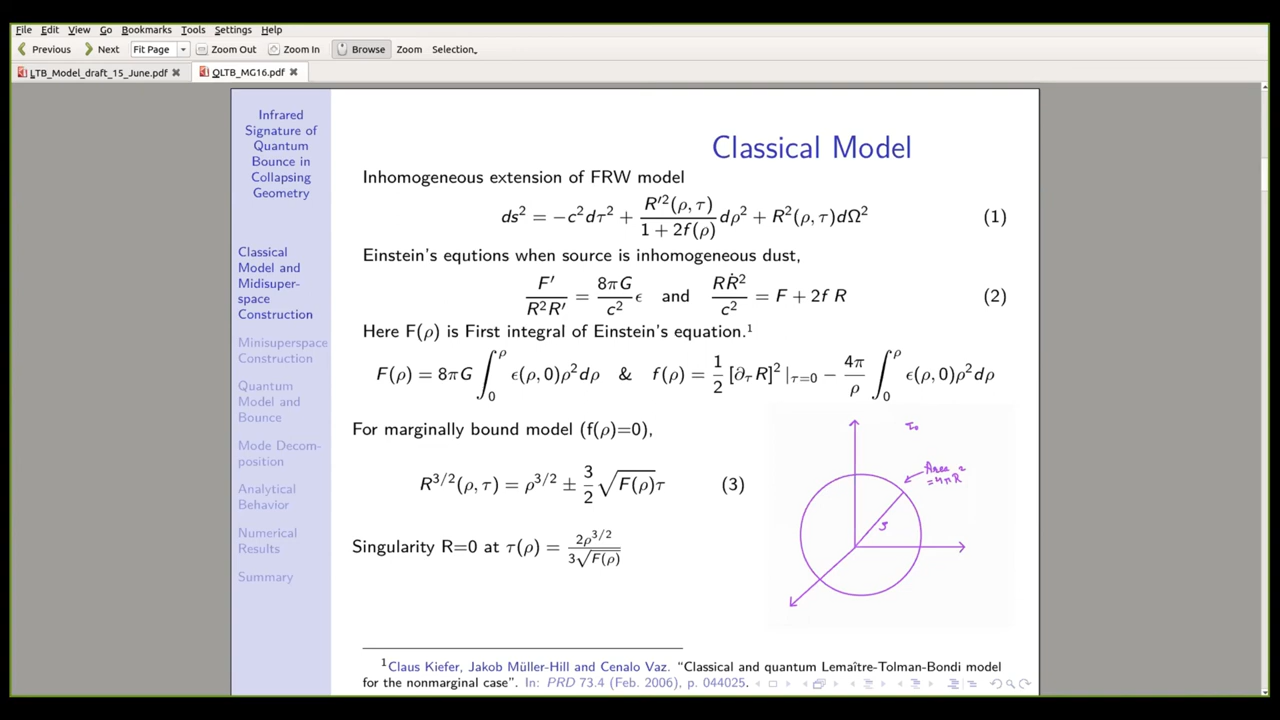 File Edit View Go Bookmarks Tools Settings Help
Previous Next Fit Page Zoom Out Zoom In Browse Zoom Selection
LTB_Model_draft_15_June.pdf QLTB_MG16.pdf
Infrared
Signature of
Quantum
Bounce in
Collapsing
Geometry
Classical
Model and
Midisuper-
space
Construction
Minisuperspace
Construction
Quantum
Model and
Bounce
Mode Decom-
position
Analytical
Behavior
Numerical
Results
Summary
Classical Model
Inhomogeneous extension of FRW model
ds² = −c²dτ² + R′²(ρ, τ) / (1 + 2f(ρ)) dρ² + R²(ρ, τ)dΩ² (1)
Einstein's equtions when source is inhomogeneous dust,
F′ / (R²R′) = 8πG / c² ϵ and RṘ² / c² = F + 2f R (2)
Here F(ρ) is First integral of Einstein's equation.¹
F(ρ) = 8πG ∫₀^ρ ϵ(ρ, 0)ρ²dρ & f(ρ) = 1/2 [∂τR]² |τ=0 − 4π/ρ ∫₀^ρ ϵ(ρ, 0)ρ²dρ
For marginally bound model (f(ρ)=0),
R^3/2(ρ, τ) = ρ^3/2 ± 3/2 √F(ρ)τ (3)
Singularity R=0 at τ(ρ) = 2ρ^3/2 / 3√F(ρ)
Area
=4πR²
¹Claus Kiefer, Jakob Müller-Hill and Cenalo Vaz. “Classical and quantum Lemaître-Tolman-Bondi model
for the nonmarginal case”. In: PRD 73.4 (Feb. 2006), p. 044025.